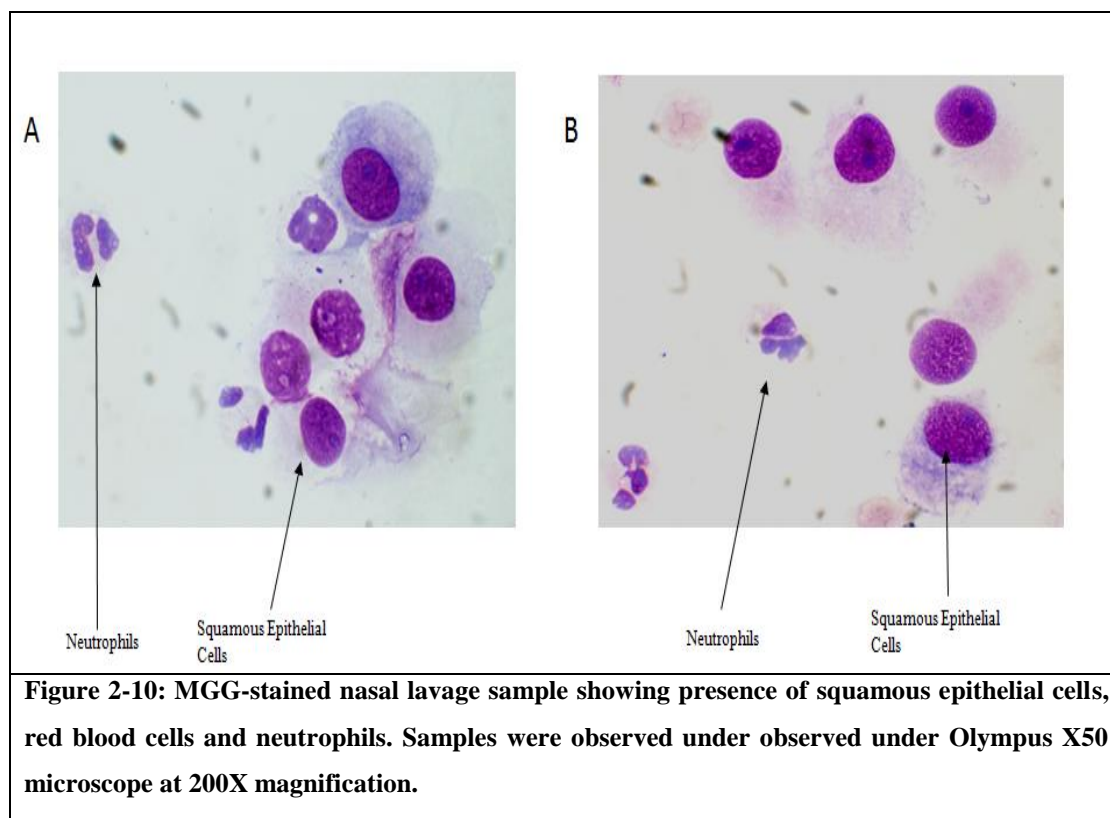 A
B
Neutrophils
Squamous Epithelial
Cells
Neutrophils
Squamous Epithelial
Cells
Figure 2-10: MGG-stained nasal lavage sample showing presence of squamous epithelial cells,
red blood cells and neutrophils. Samples were observed under observed under Olympus X50
microscope at 200X magnification.